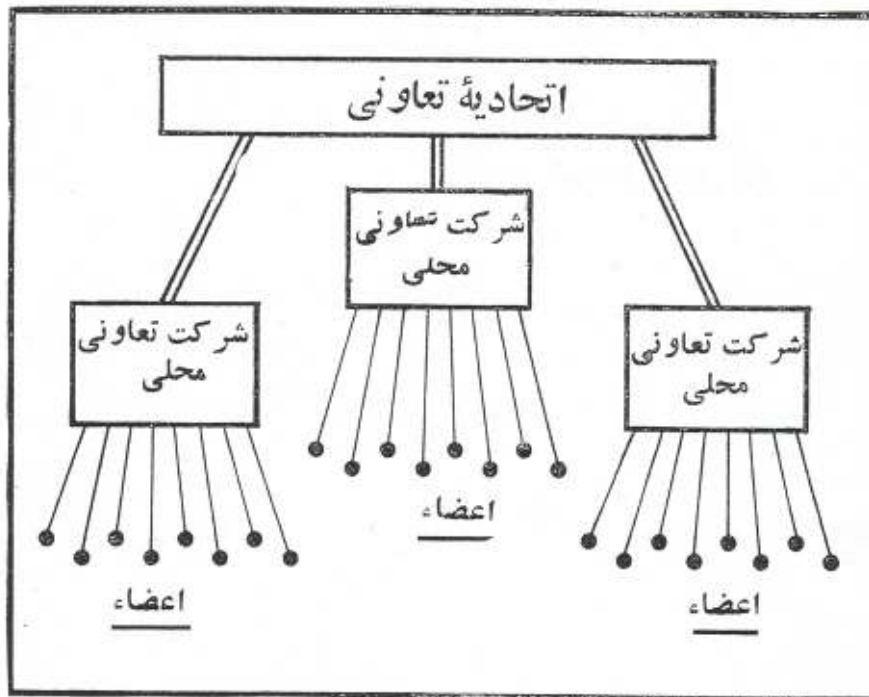 اتحادیهٔ تعاونی
شرکت تعاونی
محلی
شرکت تعاونی
محلی
شرکت تعاونی
محلی
اعضاء
اعضاء
اعضاء